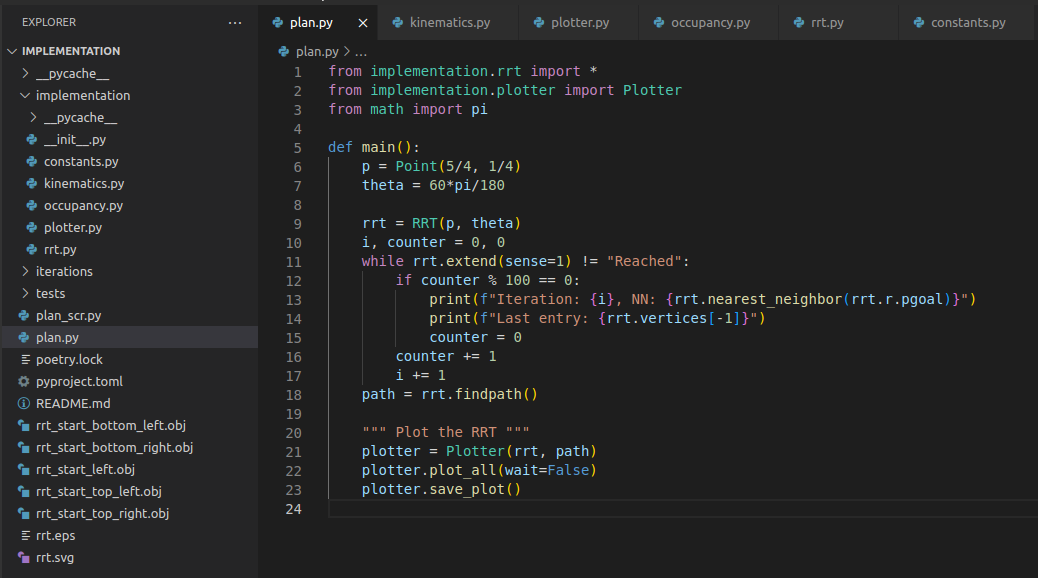 EXPLORER ...
IMPLEMENTATION
__pycache__
implementation
__pycache__
__init__.py
constants.py
kinematics.py
occupancy.py
plotter.py
rrt.py
iterations
tests
plan_scr.py
plan.py
poetry.lock
pyproject.toml
README.md
rrt_start_bottom_left.obj
rrt_start_bottom_right.obj
rrt_start_left.obj
rrt_start_top_left.obj
rrt_start_top_right.obj
rrt.eps
rrt.svg
plan.py kinematics.py plotter.py occupancy.py rrt.py constants.py
plan.py > ...
1 from implementation.rrt import *
2 from implementation.plotter import Plotter
3 from math import pi
4
5 def main():
6     p = Point(5/4, 1/4)
7     theta = 60*pi/180
8
9     rrt = RRT(p, theta)
10     i, counter = 0, 0
11     while rrt.extend(sense=1) != "Reached":
12         if counter % 100 == 0:
13             print(f"Iteration: {i}, NN: {rrt.nearest_neighbor(rrt.r.pgoal)}")
14             print(f"Last entry: {rrt.vertices[-1]}")
15             counter = 0
16         counter += 1
17         i += 1
18     path = rrt.findpath()
19
20     """ Plot the RRT """
21     plotter = Plotter(rrt, path)
22     plotter.plot_all(wait=False)
23     plotter.save_plot()
24